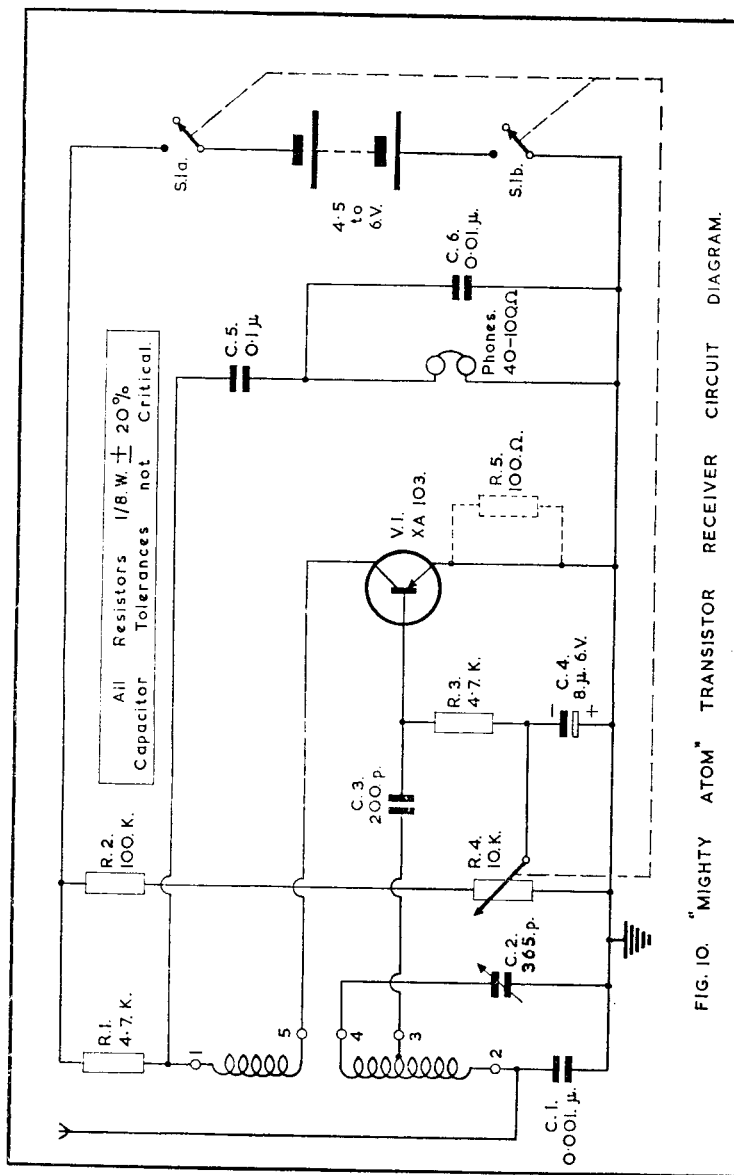 All Resistors 1/8.W. ± 20%
Capacitor Tolerances not Critical.
R.1.
4·7.K.
R.2.
100.K.
C.5.
0·1µ
S.1a.
4·5
to
6.V.
S.1b.
C.6.
0·01.µ.
Phones.
40-100Ω
V.1.
XA 103.
R.5.
100.Ω.
C.3.
200.p.
R.3.
4·7.K.
C.4.
8.µ.6.V.
−
+
R.4.
10.K.
C.2.
365.p.
C.1.
0·001.µ.
1
5
4
3
2
FIG. 10. "MIGHTY ATOM" TRANSISTOR RECEIVER CIRCUIT DIAGRAM.